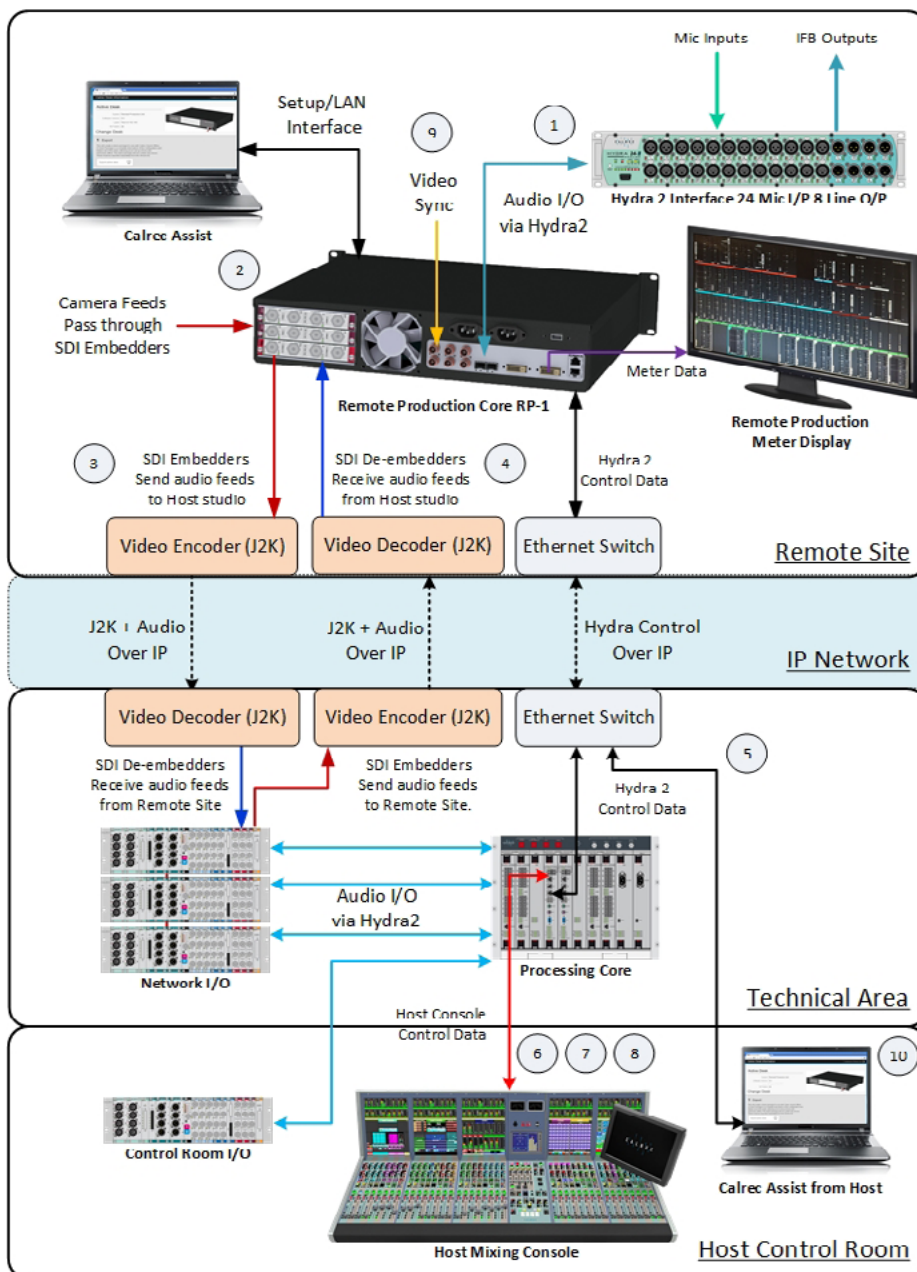 Mic Inputs
IFB Outputs
Setup/LAN
Interface
9
1
Video
Sync
Audio I/O
via Hydra2
Hydra 2 Interface 24 Mic I/P 8 Line O/P
Calrec Assist
2
Camera Feeds
Pass through
SDI Embedders
Meter Data
Remote Production Core RP-1
Remote Production
Meter Display
3
SDI Embedders
Send audio feeds
to Host studio
SDI De-embedders
Receive audio feeds
from Host studio
4
Hydra 2
Control Data
Video Encoder (J2K)
Video Decoder (J2K)
Ethernet Switch
Remote Site
J2K + Audio
Over IP
J2K + Audio
Over IP
Hydra Control
Over IP
IP Network
Video Decoder (J2K)
Video Encoder (J2K)
Ethernet Switch
SDI De-embedders
Receive audio feeds
from Remote Site
SDI Embedders
Send audio feeds
to Remote Site.
5
Hydra 2
Control Data
Audio I/O
via Hydra2
Network I/O
Processing Core
Technical Area
Host Console
Control Data
6
7
8
10
Control Room I/O
Host Mixing Console
Calrec Assist from Host
Host Control Room